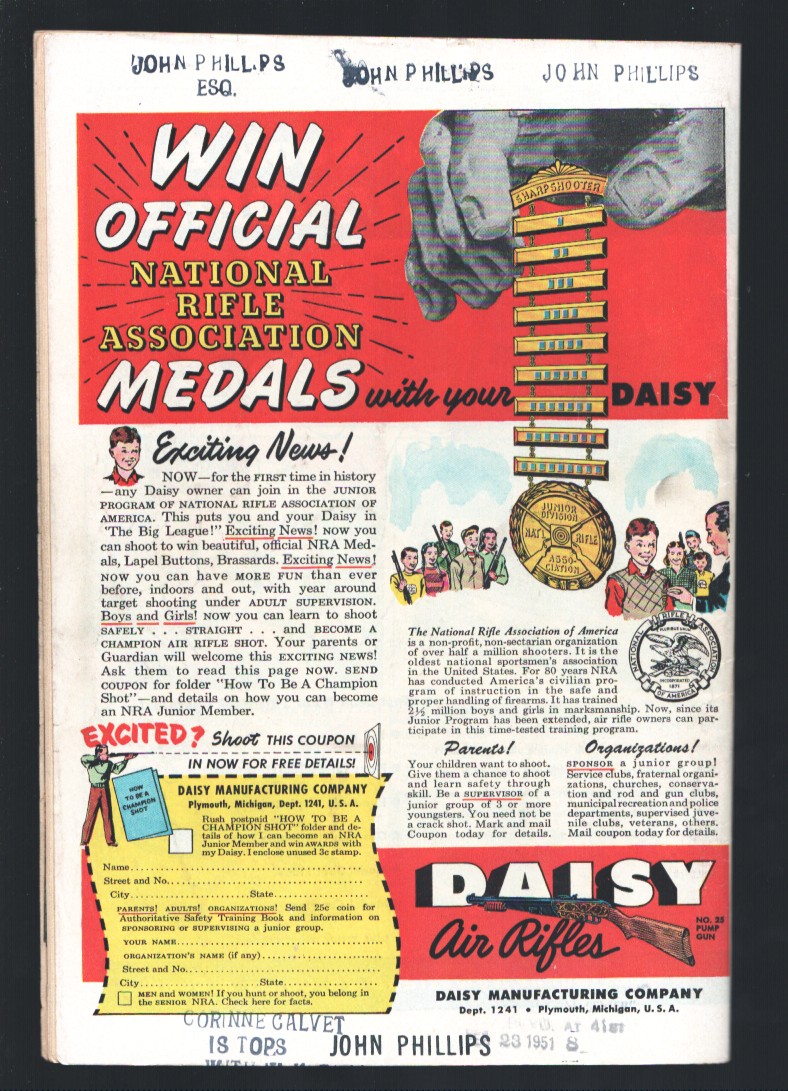 JOHN PHILLIPS JOHN PHILLIPS JOHN PHILLIPS
ESQ.
WIN
OFFICIAL
NATIONAL
RIFLE
ASSOCIATION
MEDALS with your DAISY
SHARPSHOOTER
JUNIOR
DIVISION
NAT'L RIFLE
ASSO-
CIATION
Exciting News!
NOW—for the FIRST time in history
—any Daisy owner can join in the JUNIOR
PROGRAM OF NATIONAL RIFLE ASSOCIATION OF
AMERICA. This puts you and your Daisy in
"The Big League!" Exciting News! NOW you
can shoot to win beautiful, official NRA Med-
als, Lapel Buttons, Brassards. Exciting News!
NOW you can have MORE FUN than ever
before, indoors and out, with year around
target shooting under ADULT SUPERVISION.
Boys and Girls! NOW you can learn to shoot
SAFELY . . . STRAIGHT . . . and BECOME A
CHAMPION AIR RIFLE SHOT. Your parents or
Guardian will welcome this EXCITING NEWS!
Ask them to read this page NOW. SEND
COUPON for folder "How To Be A Champion
Shot"—and details on how you can become
an NRA Junior Member.
The National Rifle Association of America
is a non-profit, non-sectarian organization
of over half a million shooters. It is the
oldest national sportsmen's association
in the United States. For 80 years NRA
has conducted America's civilian pro-
gram of instruction in the safe and
proper handling of firearms. It has trained
2½ million boys and girls in marksmanship. Now, since its
Junior Program has been extended, air rifle owners can par-
ticipate in this time-tested training program.
NATIONAL RIFLE ASSOCIATION
INCORPORATED
1871
OF AMERICA
Parents!
Your children want to shoot.
Give them a chance to shoot
and learn safety through
skill. Be a SUPERVISOR of a
junior group of 3 or more
youngsters. You need not be
a crack shot. Mark and mail
Coupon today for details.
Organizations!
SPONSOR a junior group!
Service clubs, fraternal organi-
zations, churches, conserva-
tion and rod and gun clubs,
municipal recreation and police
departments, supervised juve-
nile clubs, veterans, others.
Mail coupon today for details.
EXCITED? Shoot THIS COUPON
IN NOW FOR FREE DETAILS!
HOW
TO BE A
CHAMPION
SHOT
DAISY MANUFACTURING COMPANY
Plymouth, Michigan, Dept. 1241, U. S. A.
Rush postpaid "HOW TO BE A
CHAMPION SHOT" folder and de-
tails of how I can become an NRA
Junior Member and win AWARDS with
my Daisy. I enclose unused 3c stamp.
Name
Street and No.
City State
PARENTS! ADULTS! ORGANIZATIONS! Send 25c coin for
Authoritative Safety Training Book and information on
SPONSORING or SUPERVISING a junior group.
YOUR NAME
ORGANIZATION'S NAME (if any)
Street and No.
City State
MEN and WOMEN! If you hunt or shoot, you belong in
the SENIOR NRA. Check here for facts.
DAISY
Air Rifles
NO. 25
PUMP
GUN
DAISY MANUFACTURING COMPANY
Dept. 1241 • Plymouth, Michigan, U. S. A.
CORINNE CALVET
IS TOPS JOHN PHILLIPS
AT 41st
23 1951 8